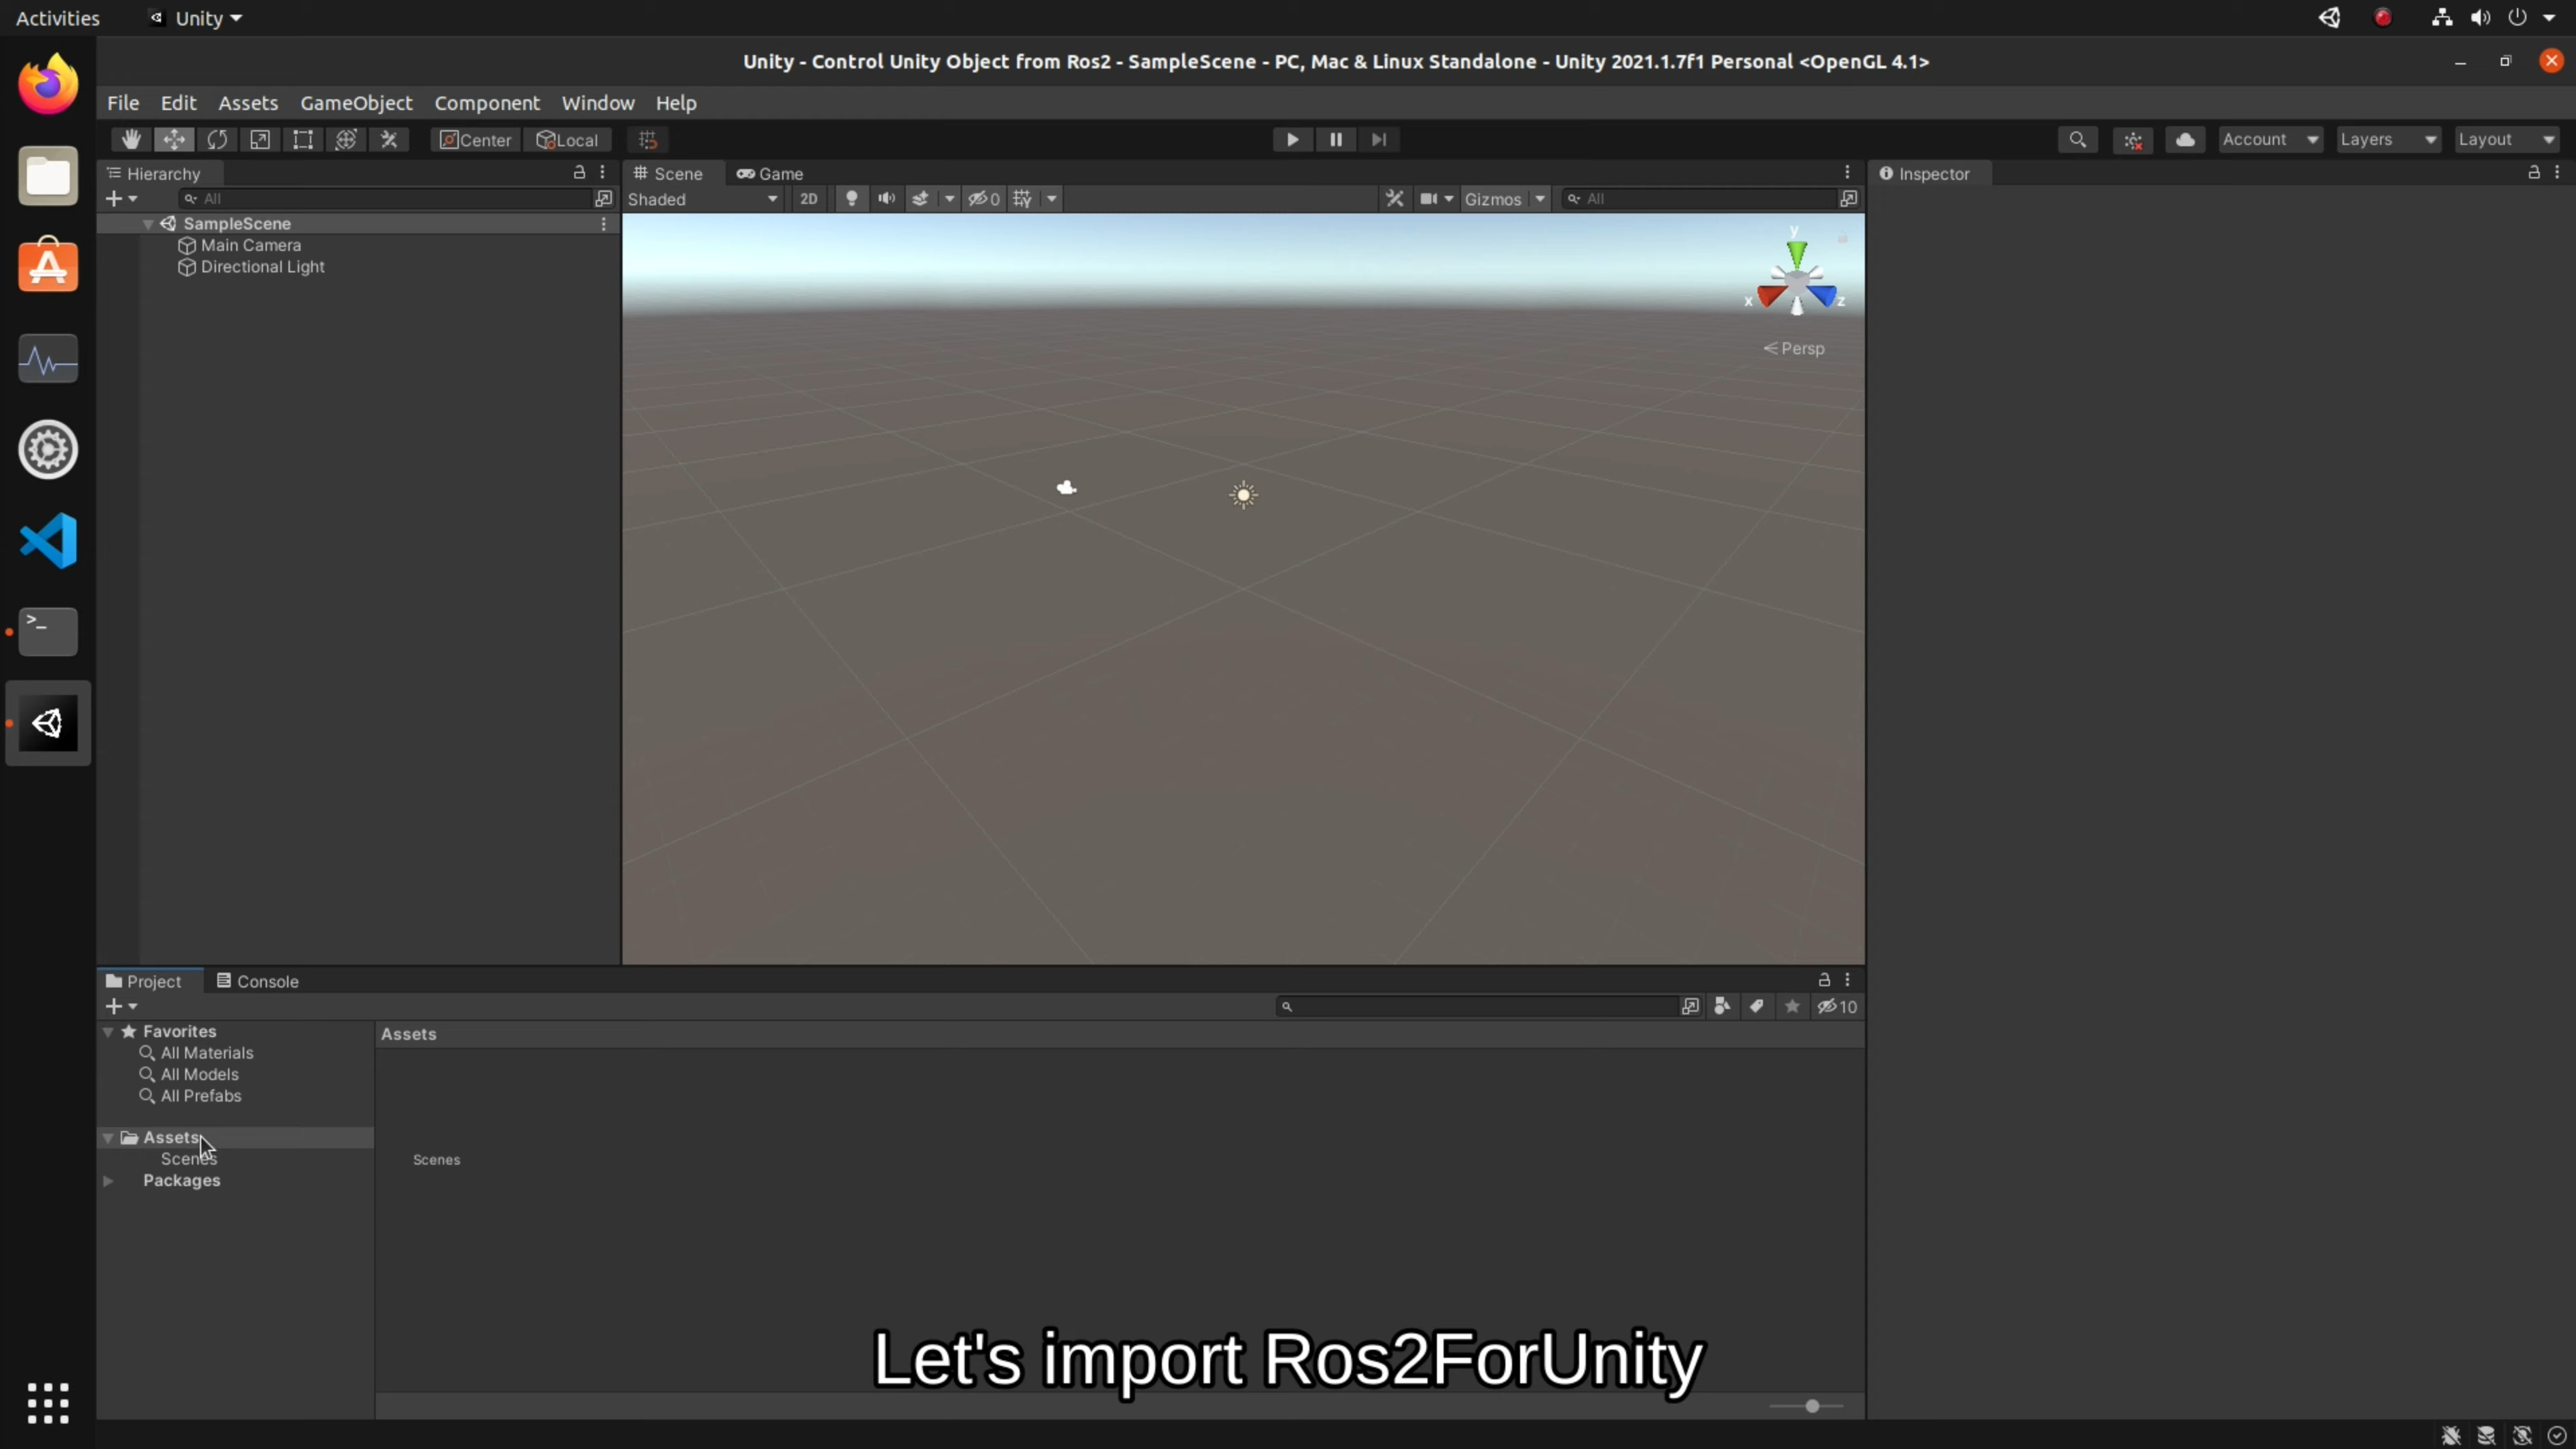 Activities
Unity
Unity - Control Unity Object from Ros2 - SampleScene - PC, Mac & Linux Standalone - Unity 2021.1.7f1 Personal <OpenGL 4.1>
File Edit Assets GameObject Component Window Help
Center Local
Account Layers Layout
Hierarchy
Scene Game
Inspector
All
Shaded 2D 0 Gizmos All
SampleScene
Main Camera
Directional Light
y
x z
Persp
Project Console
10
Favorites
All Materials
All Models
All Prefabs
Assets
Scenes
Packages
Assets
Scenes
Let's import Ros2ForUnity